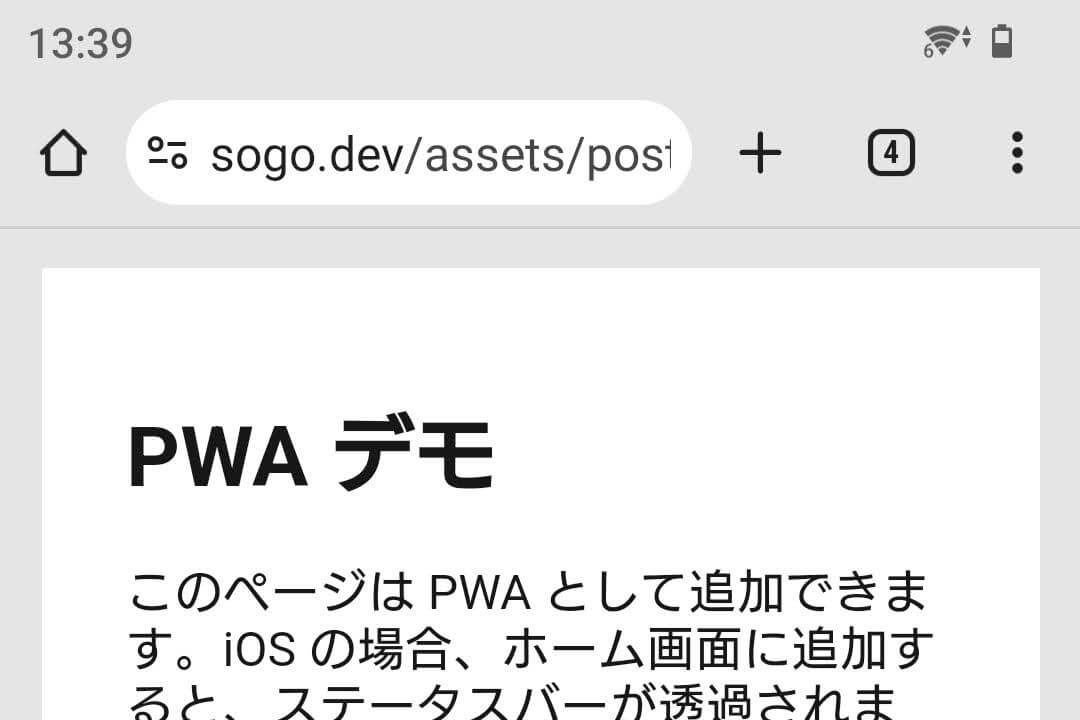 13:39
6
sogo.dev/assets/post
4
PWA デモ
このページは PWA として追加できま
す。iOS の場合、ホーム画面に追加す
ると、ステータスバーが透過されま